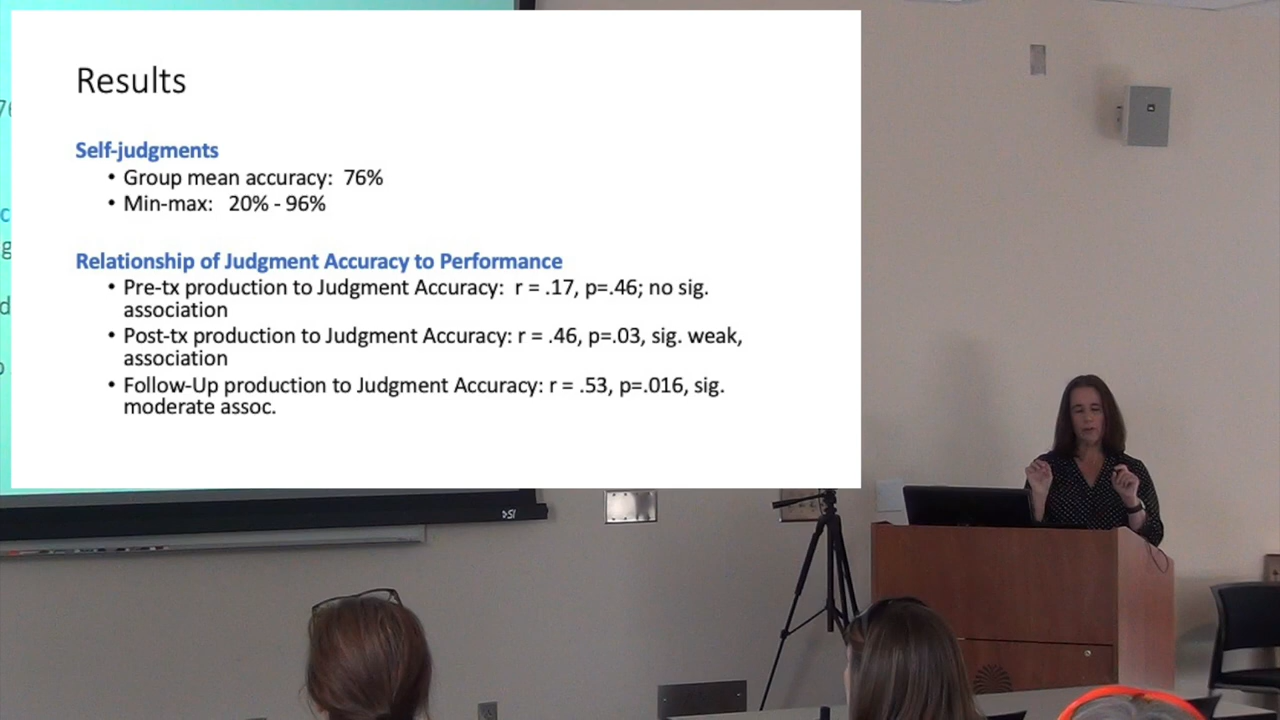 Results
Self-judgments
• Group mean accuracy: 76%
• Min-max: 20% - 96%
Relationship of Judgment Accuracy to Performance
• Pre-tx production to Judgment Accuracy: r = .17, p=.46; no sig.
association
• Post-tx production to Judgment Accuracy: r = .46, p=.03, sig. weak,
association
• Follow-Up production to Judgment Accuracy: r = .53, p=.016, sig.
moderate assoc.